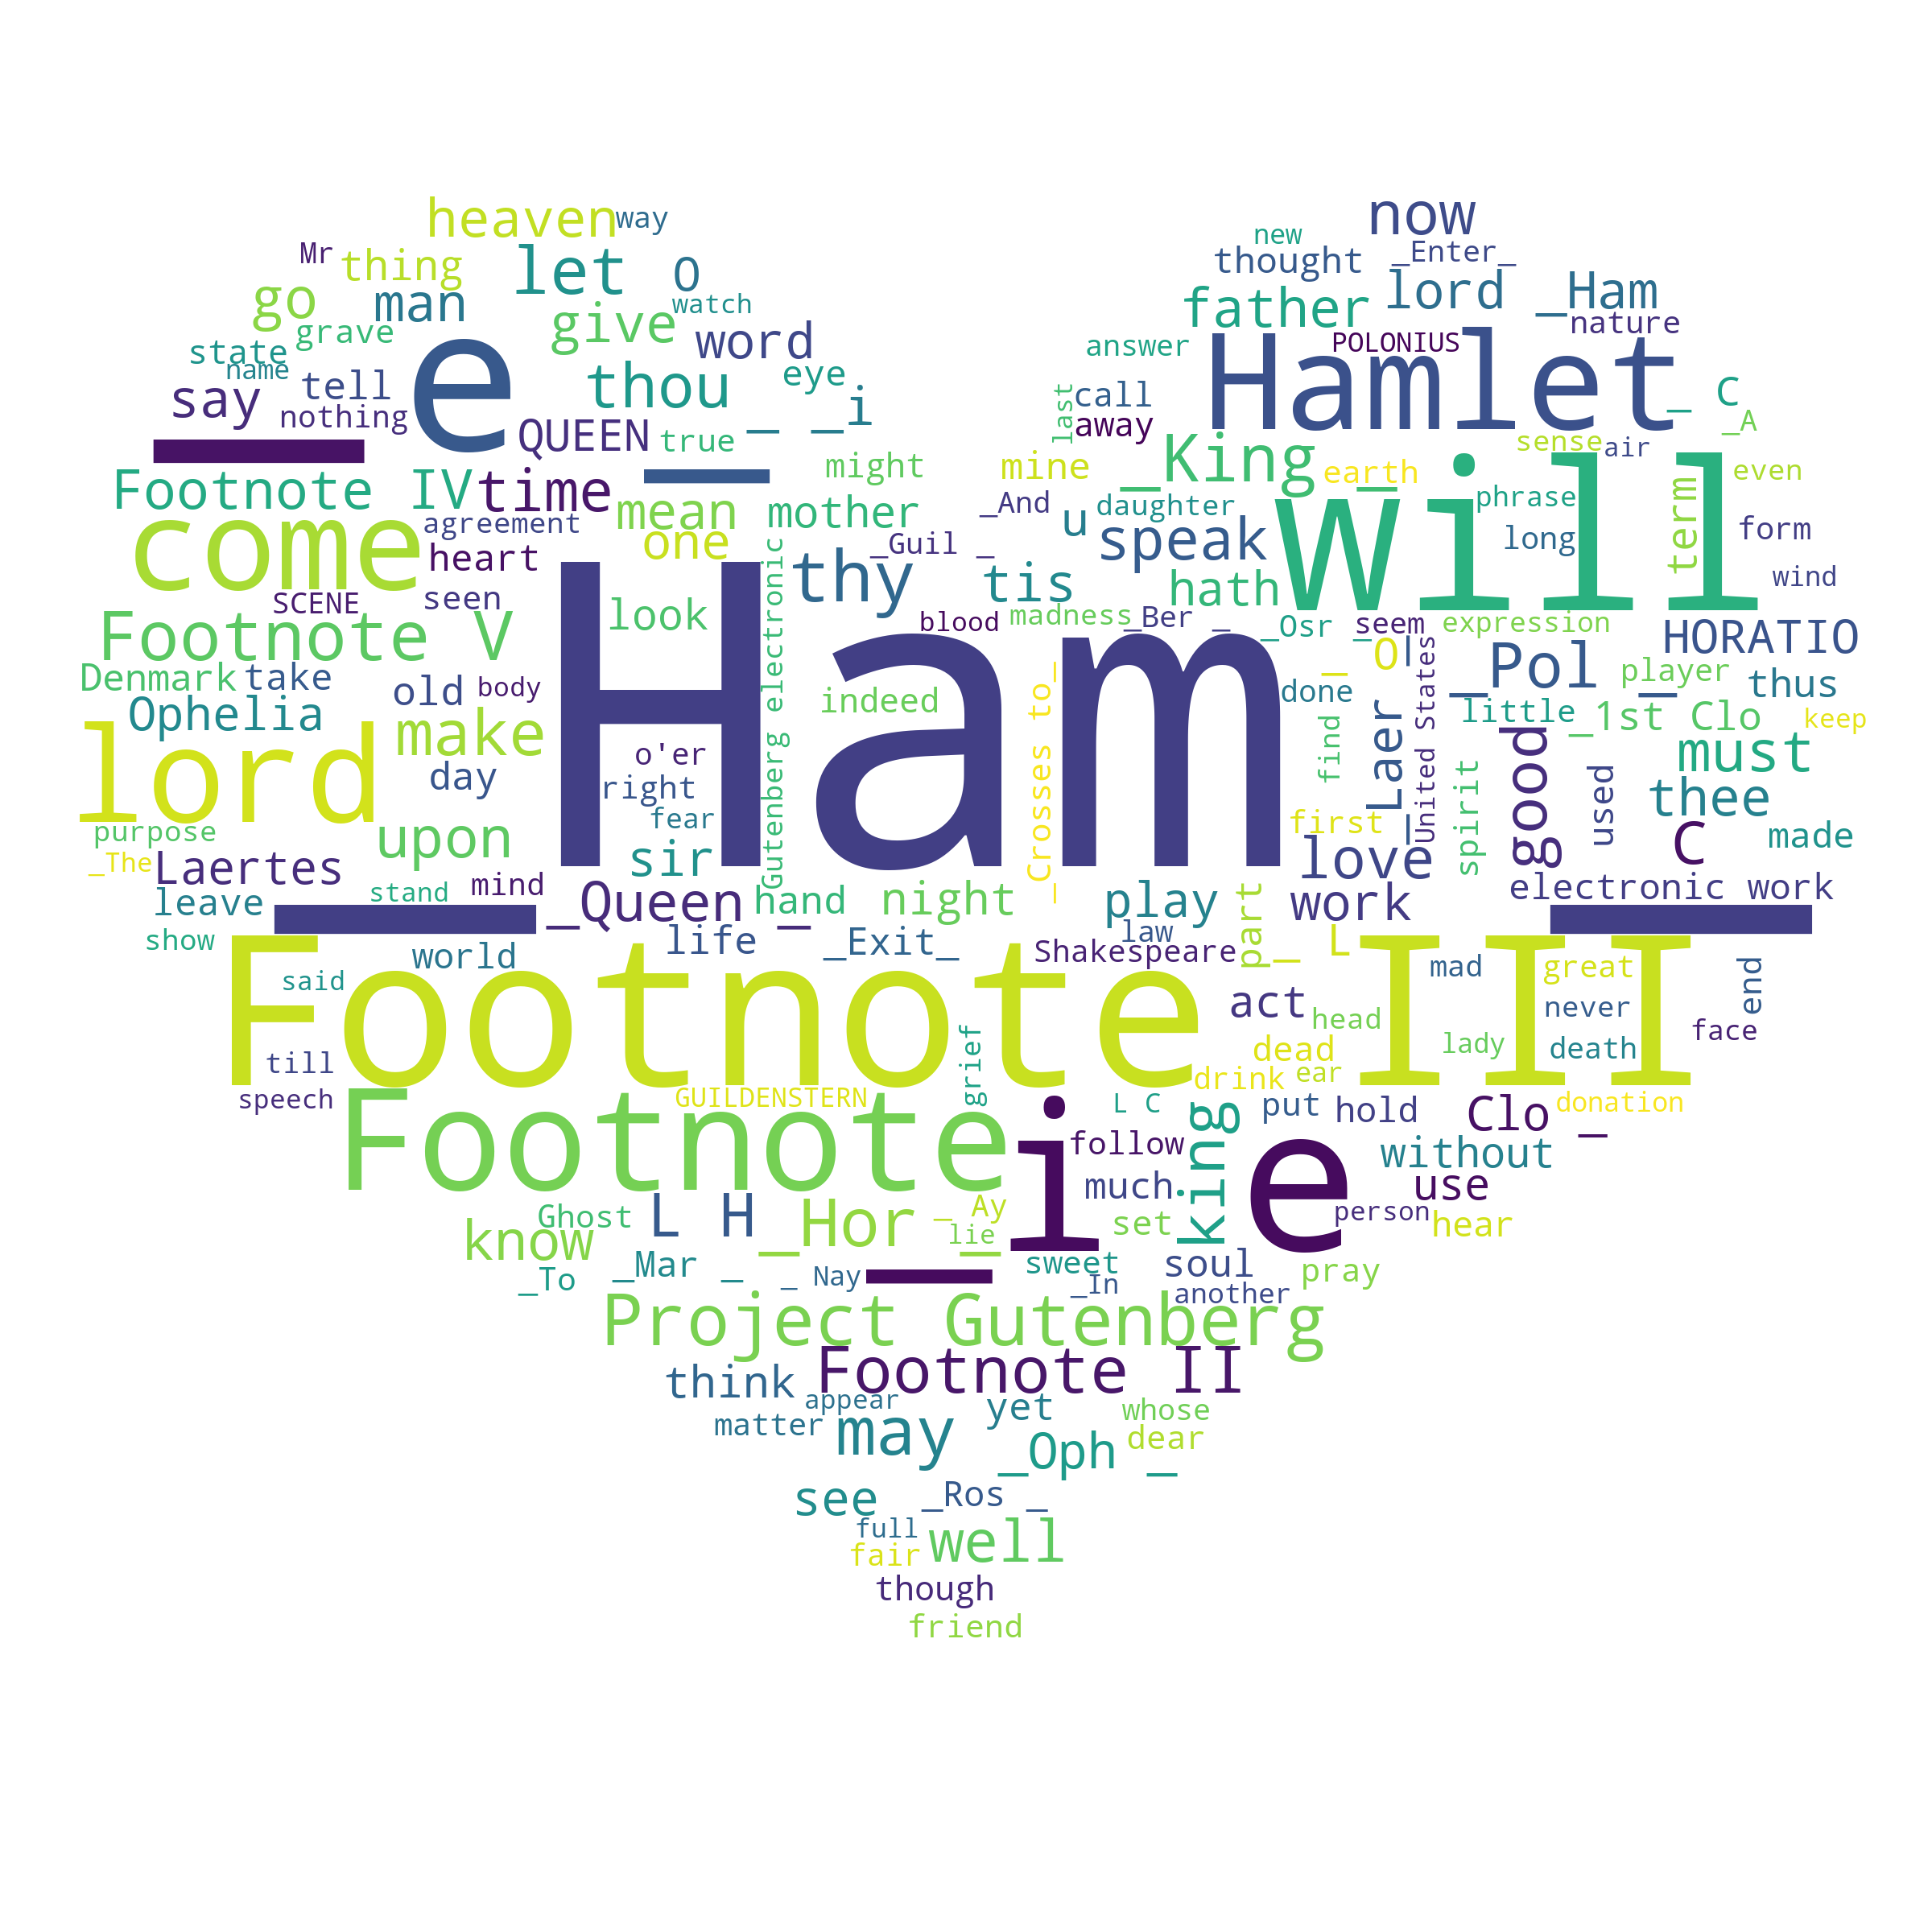 heaven
way
now
Mr
thing
let
O
new
thought
_Enter_
go
man
give
watch
father
lord _Ham
grave
word
nature
state
name
e
answer
POLONIUS
Hamlet
say
tell
nothing
thou
eye
_ _i
last
call
away
_ C
_A
QUEEN
true
_King _
sense
air
Footnote IV
time
might
mine
earth
even
come
agreement
mean
mother
_And
daughter
u
will
phrase
term
form
heart
one
Gutenberg electronic
thy
_Guil _
speak
long
SCENE
seen
tis
hath
wind
Footnote V
look
Ham
blood
madness
_Ber _
_Osr _
seem
expression
HORATIO
Denmark
take
old
body
indeed
_Crosses to_
done
_Laer _
O
United States
_Pol _
player
thus
Ophelia
make
little
_1st Clo _
keep
lord
day
o'er
right
find
spirit
good
used
must
purpose
upon
fear
first
thee
_The
Laertes
sir
love
C
made
leave
stand
mind
_Queen _
hand
night
play
work
electronic work
show
world
life
_Exit_
law
Shakespeare
part
_ L
said
Footnote III
mad
great
end
act
head
never
face
till
grief
dead
lady
death
speech
Footnote
GUILDENSTERN
drink
ear
L C
put
hold
Clo _
donation
i e
follow
king
without
much
use
Ghost
L H
_Hor _
_ Ay
lie
set
person
hear
know
_To
_Mar _
_ Nay
sweet
_In
soul
another
pray
Project Gutenberg
think
Footnote II
appear
matter
may
yet
whose
dear
_Oph _
see
_Ros _
full
fair
well
though
friend